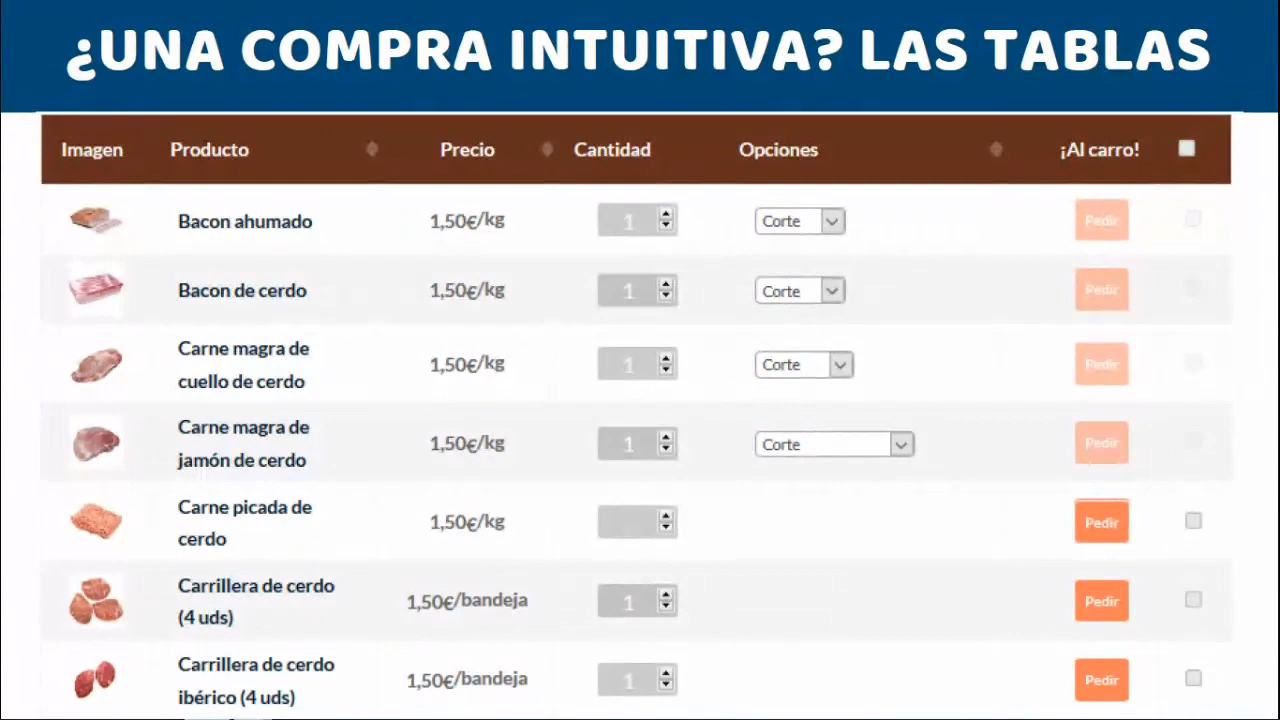 ¿UNA COMPRA INTUITIVA? LAS TABLAS
Imagen Producto Precio Cantidad Opciones ¡Al carro!
Bacon ahumado 1,50€/kg 1 Corte Pedir
Bacon de cerdo 1,50€/kg 1 Corte Pedir
Carne magra de
cuello de cerdo 1,50€/kg 1 Corte Pedir
Carne magra de
jamón de cerdo 1,50€/kg 1 Corte Pedir
Carne picada de
cerdo 1,50€/kg Pedir
Carrillera de cerdo
(4 uds) 1,50€/bandeja 1 Pedir
Carrillera de cerdo
ibérico (4 uds) 1,50€/bandeja 1 Pedir